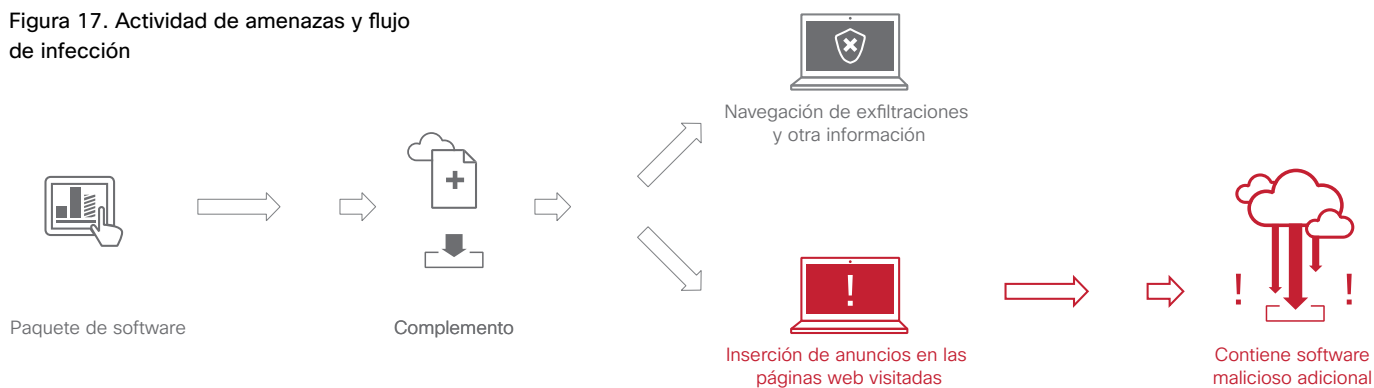 Figura 17. Actividad de amenazas y flujo
de infección
Navegación de exfiltraciones
y otra información
Paquete de software
Complemento
Inserción de anuncios en las
páginas web visitadas
Contiene software
malicioso adicional